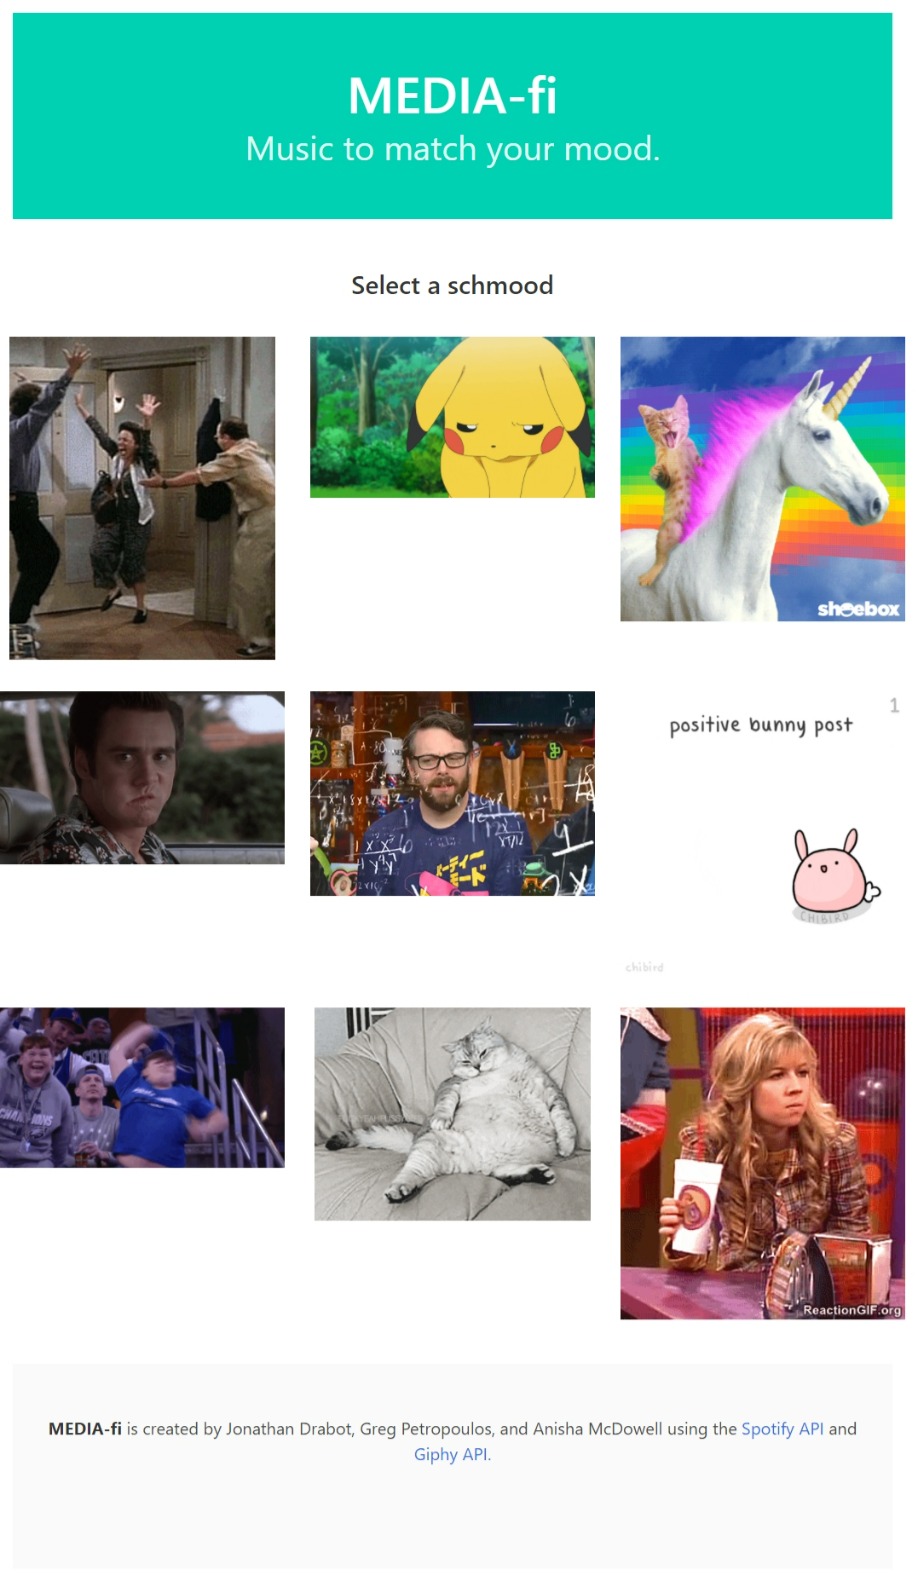 MEDIA-fi
Music to match your mood.
Select a schmood
shoebox
1
positive bunny post
CHIBIRD
chibird
ReactionGIF.org
MEDIA-fi is created by Jonathan Drabot, Greg Petropoulos, and Anisha McDowell using the Spotify API and
Giphy API.